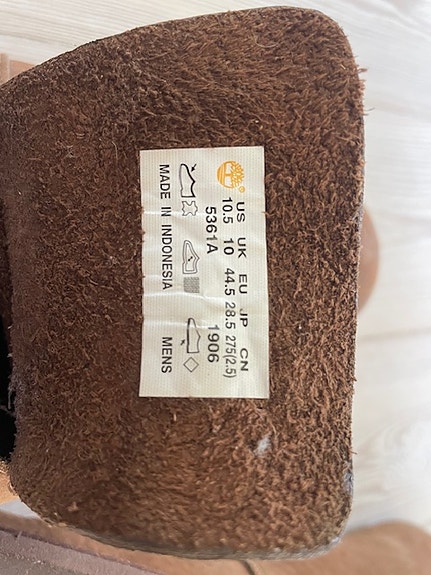 US UK EU JP CN
10.5 10 44.5 28.5 275(2.5)
5361A 1906
MADE IN INDONESIA MENS